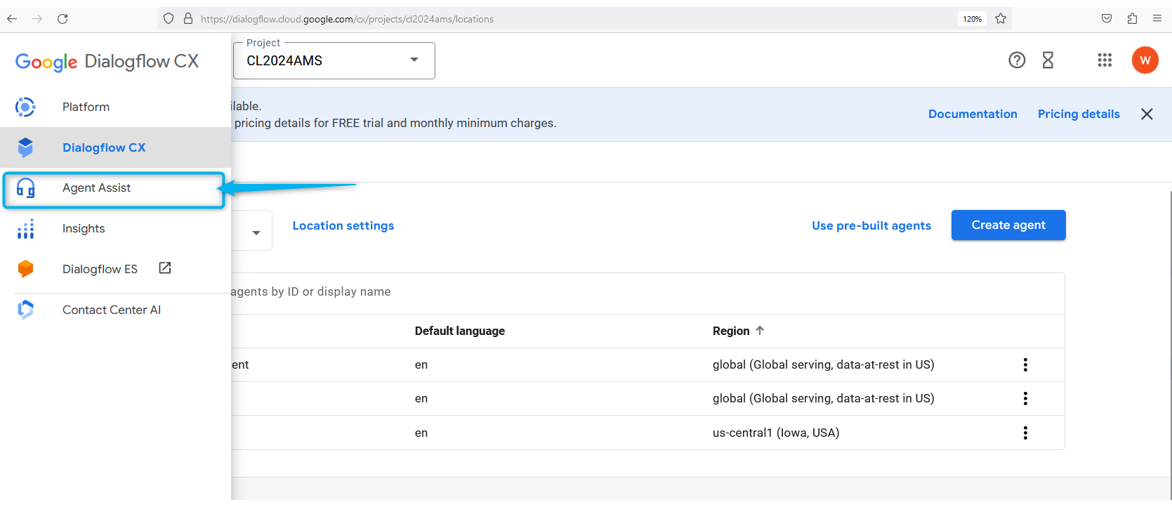 https://dialogflow.cloud.google.com/cx/projects/cl2024ams/locations
120%
Google Dialogflow CX
Project
CL2024AMS
W
Platform
Dialogflow CX
Agent Assist
Insights
Dialogflow ES
Contact Center AI
ilable.
pricing details for FREE trial and monthly minimum charges.
Documentation
Pricing details
Location settings
Use pre-built agents
Create agent
agents by ID or display name
Default language
Region
ent
en
global (Global serving, data-at-rest in US)
en
global (Global serving, data-at-rest in US)
en
us-central1 (Iowa, USA)